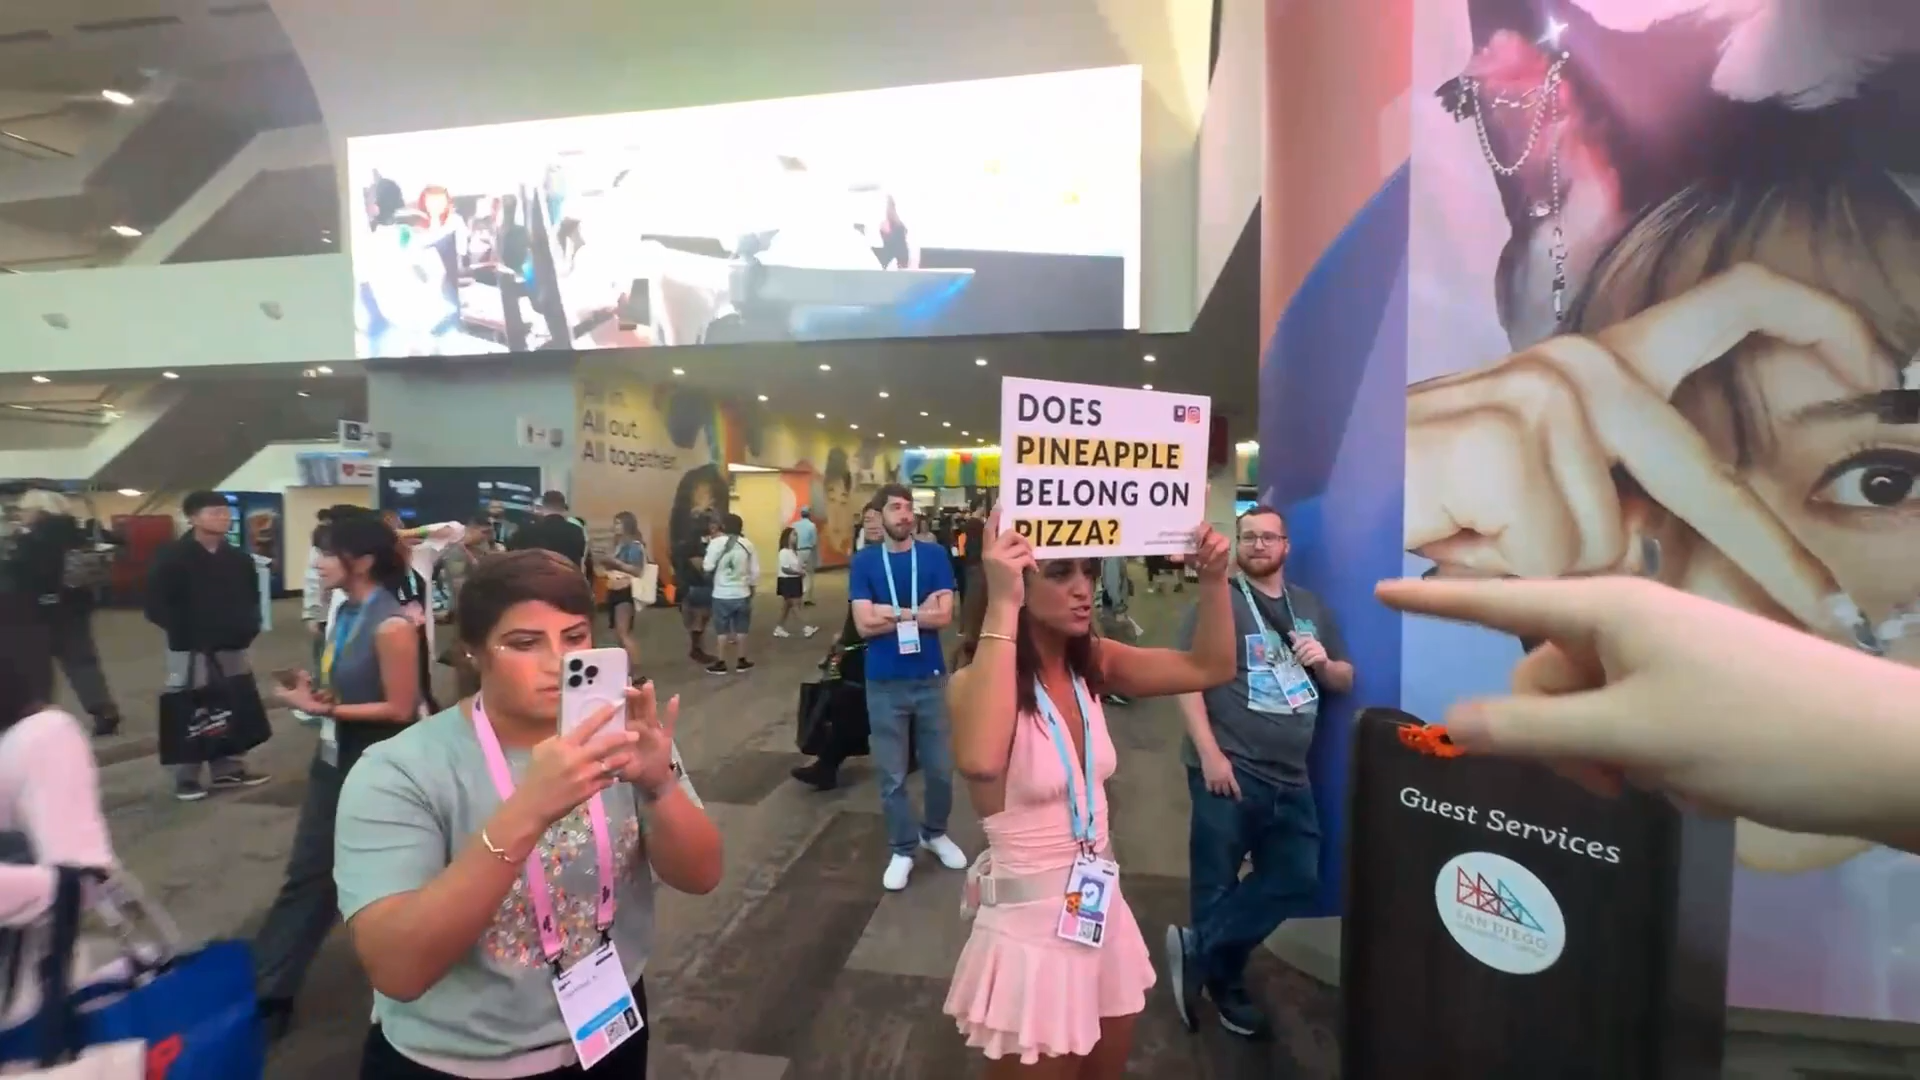 DOES
PINEAPPLE
BELONG ON
PIZZA?
All in.
All out.
All together.
Guest Services
SAN DIEGO